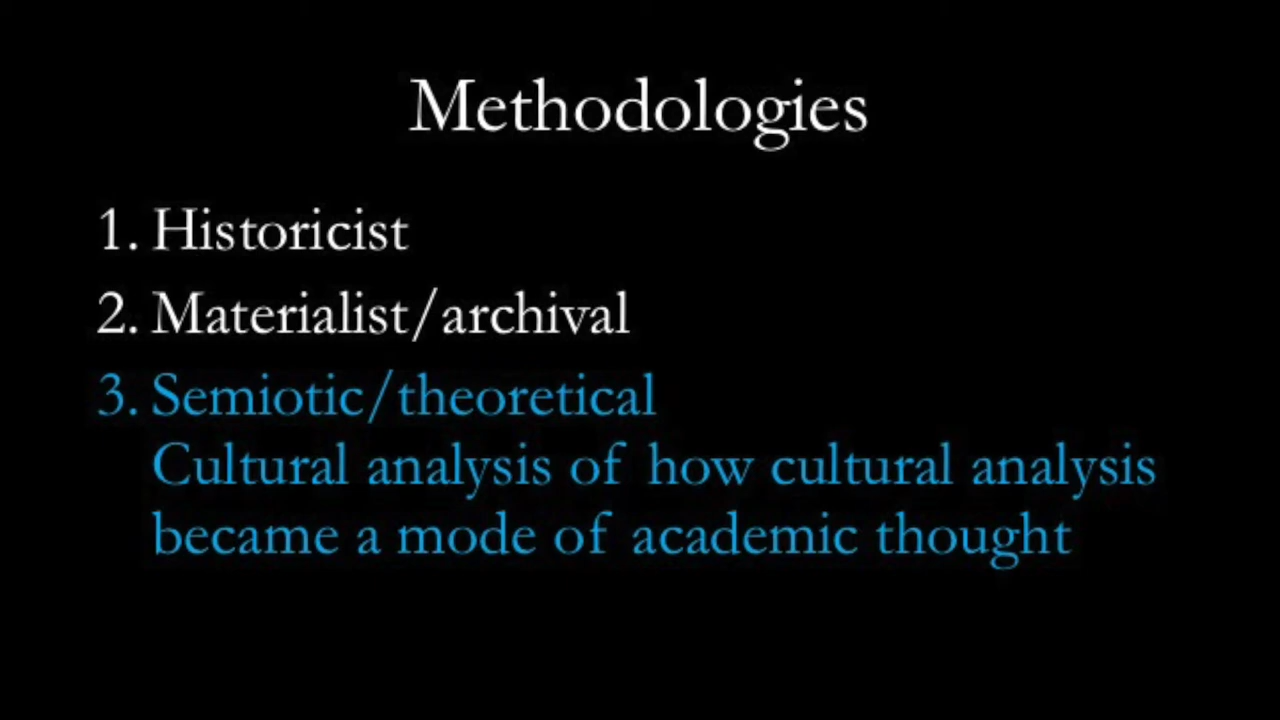 Methodologies
1. Historicist
2. Materialist/archival
3. Semiotic/theoretical
Cultural analysis of how cultural analysis
became a mode of academic thought